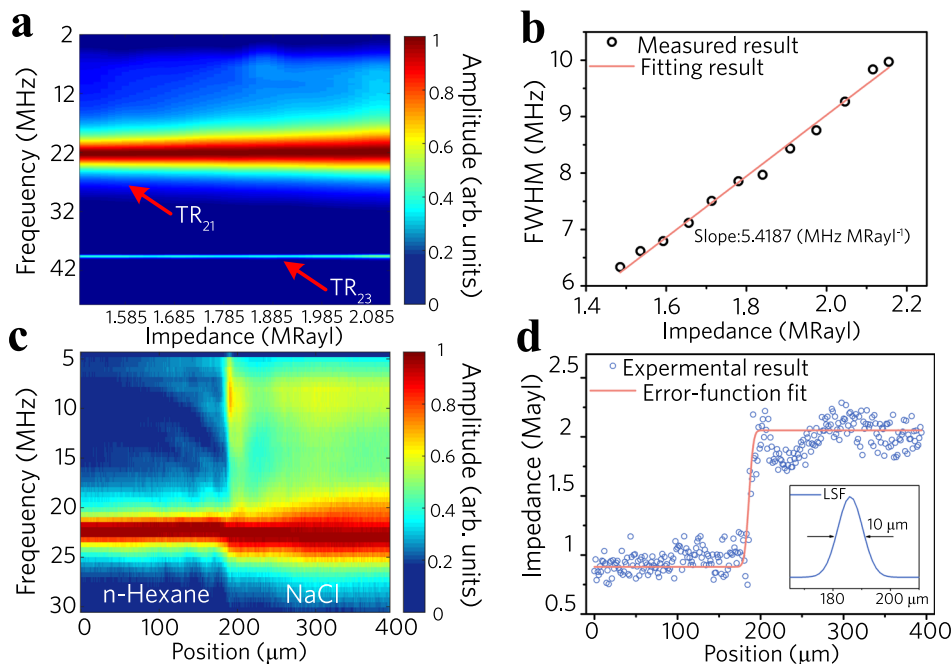 a
2
12
22
32
42
Freqeuency (MHz)
TR21
TR23
1.585 1.685 1.785 1.885 1.985 2.085
Impedance (MRayl)
1
0.8
0.6
0.4
0.2
0
Amplitude (arb. units)
b
Measured result
Fitting result
Slope:5.4187 (MHz MRayl-1)
10
9
8
7
6
FWHM (MHz)
1.4 1.6 1.8 2.0 2.2
Impedance (MRayl)
c
5
10
15
20
25
30
Frequency (MHz)
n-Hexane NaCl
0 100 200 300 400
Position (μm)
1
0.8
0.6
0.4
0.2
0
Amplitude (arb. units)
d
Expermental result
Error-function fit
2.5
2
1.5
1
0.5
Impedance (Mayl)
LSF
10 μm
180 210 μm
0 100 200 300 400
Position (μm)